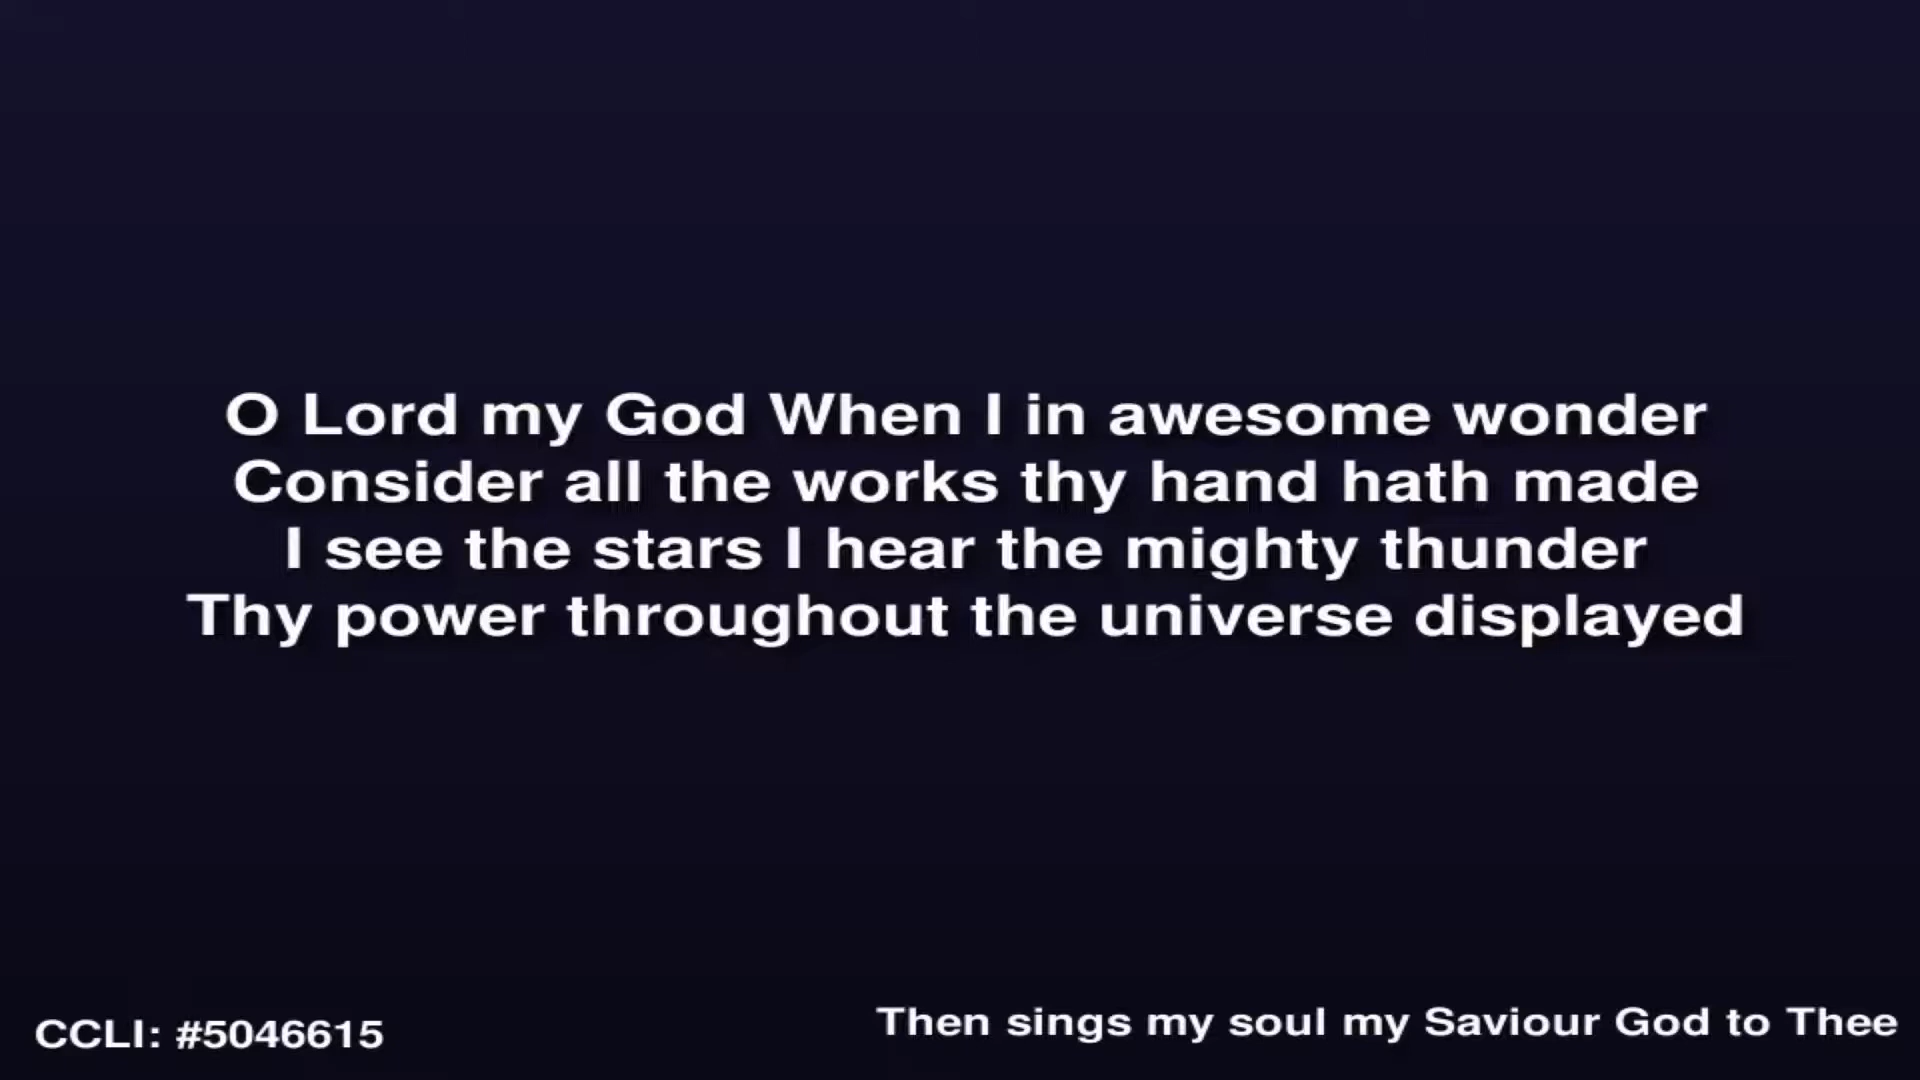 O Lord my God When I in awesome wonder
Consider all the works thy hand hath made
I see the stars I hear the mighty thunder
Thy power throughout the universe displayed
CCLI: #5046615
Then sings my soul my Saviour God to Thee